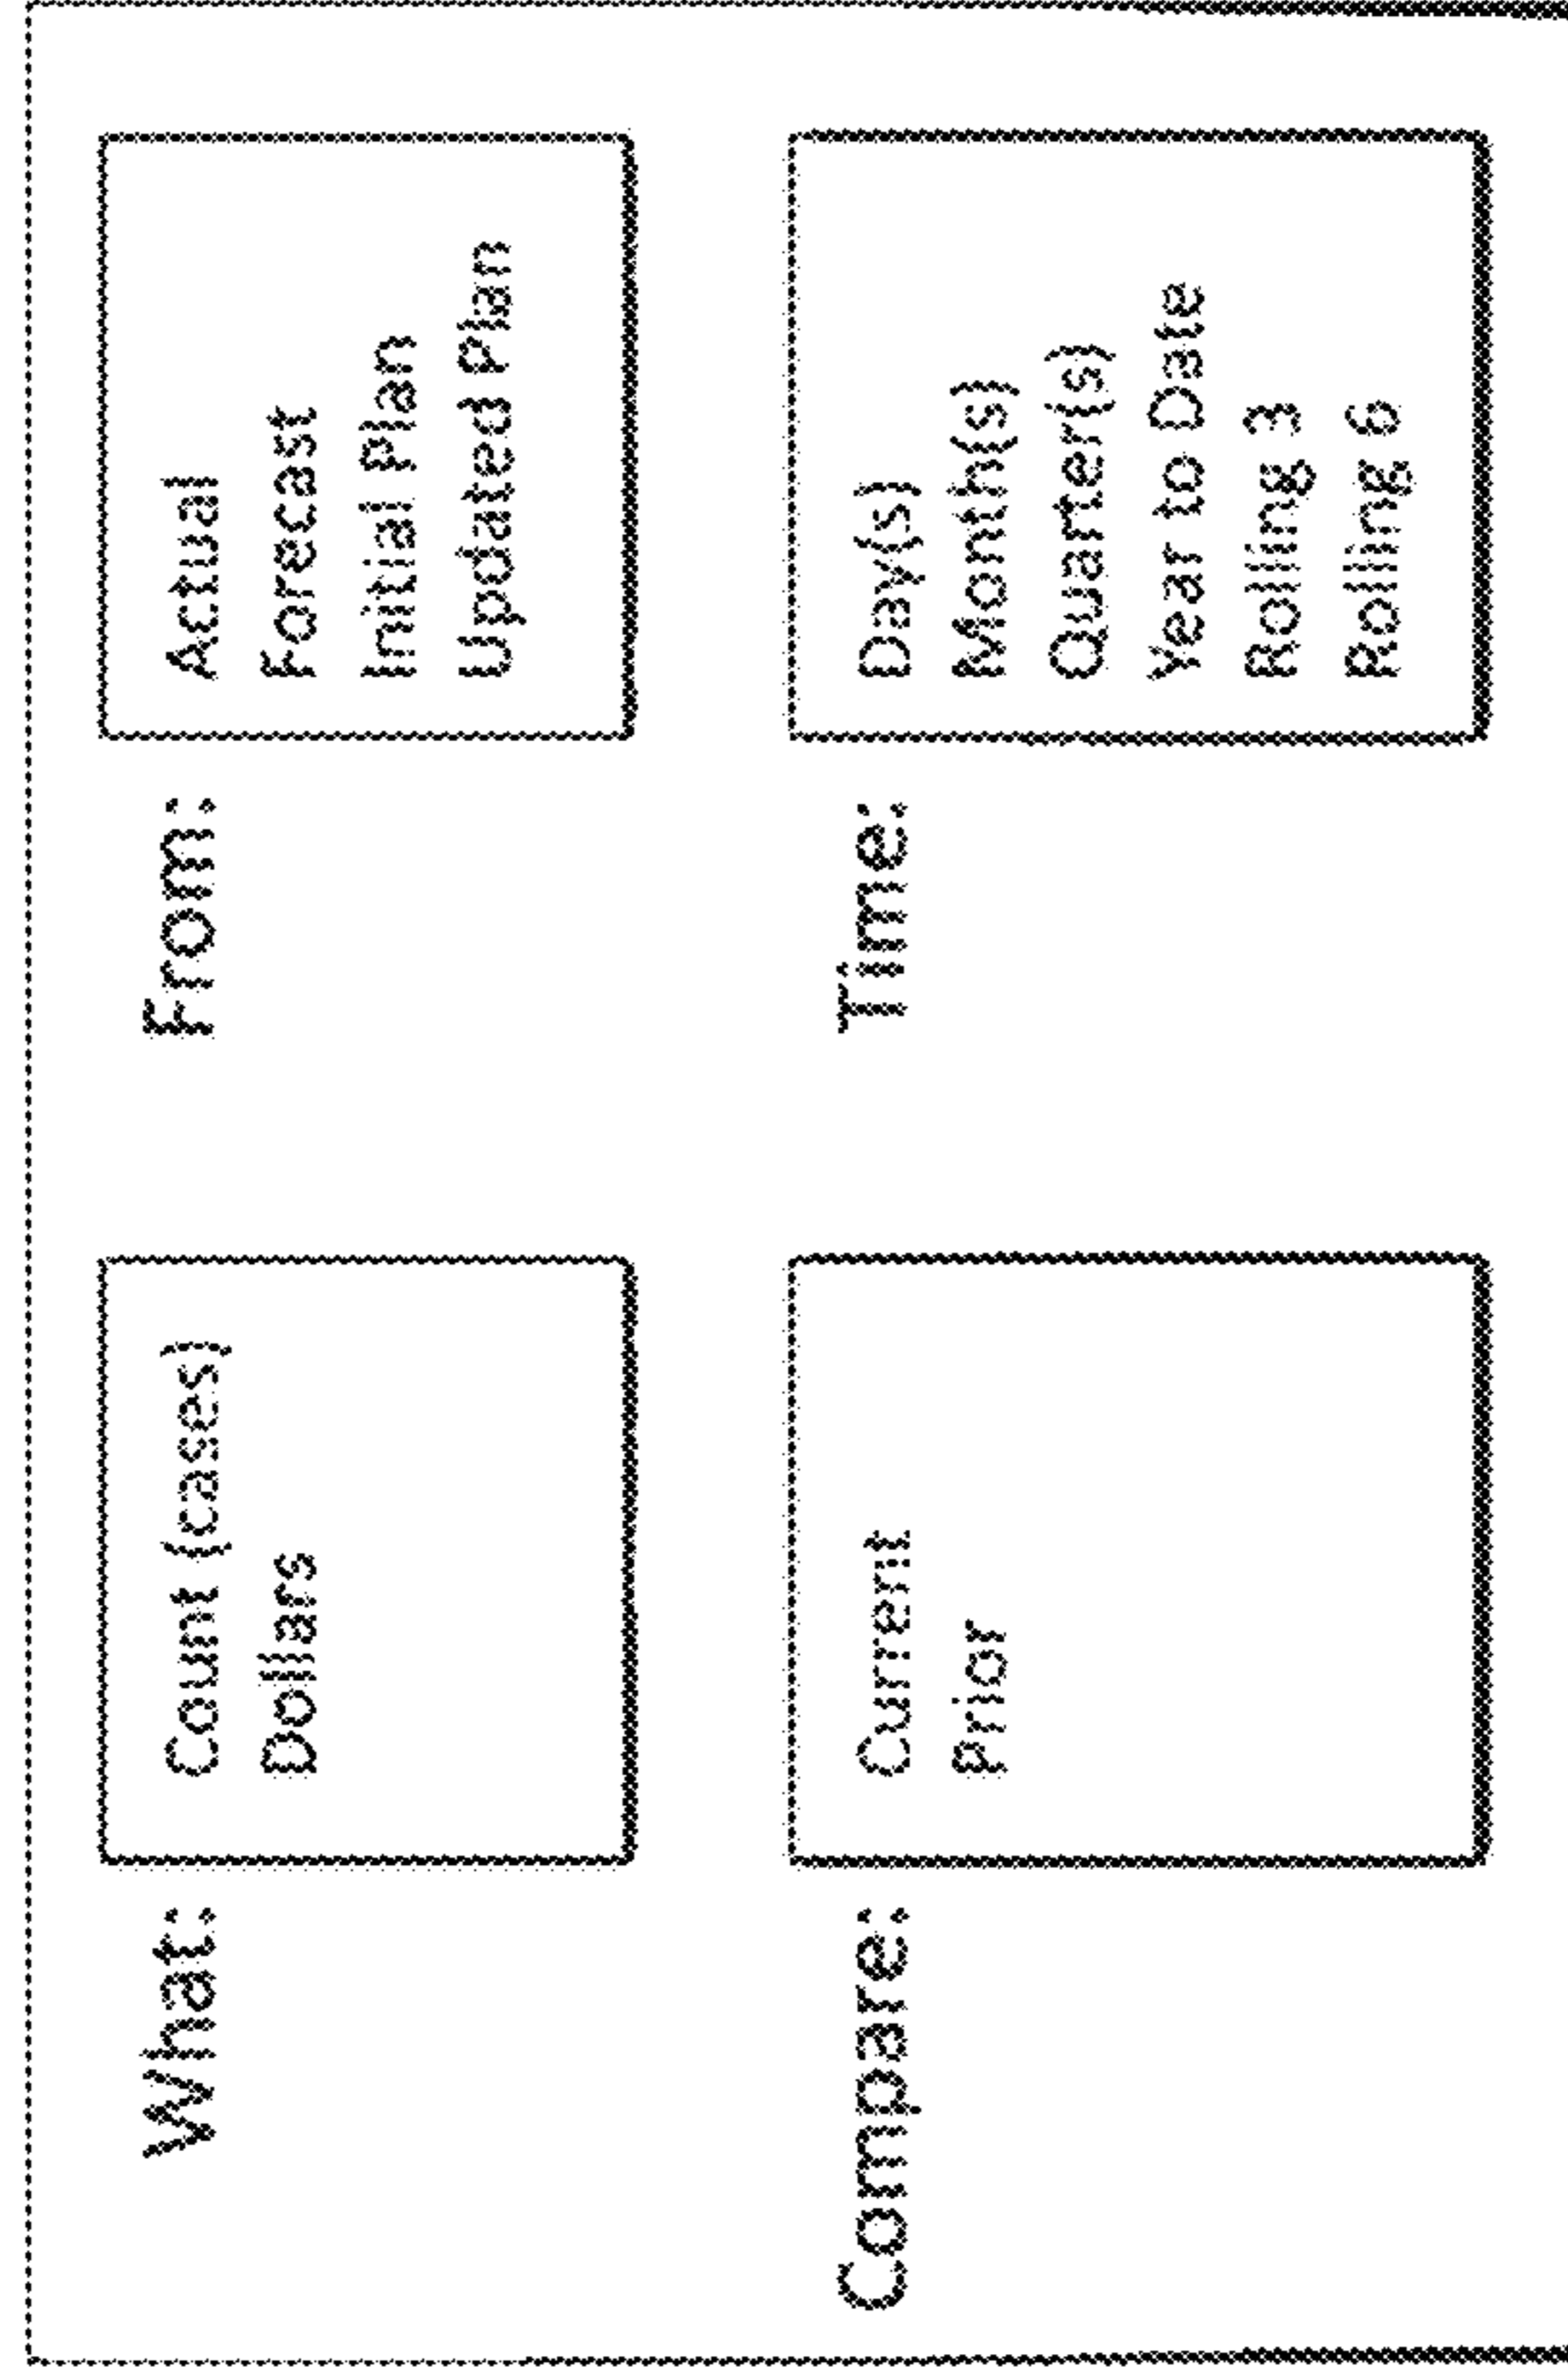 What:
Count (cases)
Dollars
From:
Actual
Forecast
Initial Plan
Updated Plan
Compare:
Current
Prior
Time:
Day(s)
Month(s)
Quarter(s)
Year to Date
Rolling 3
Rolling 6